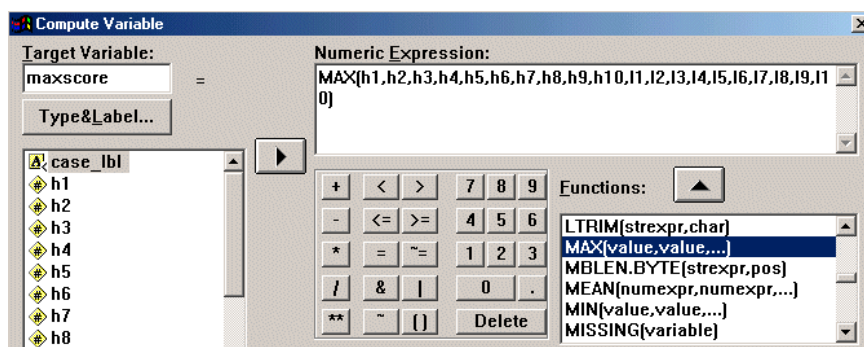 Compute Variable
Target Variable:
maxscore
=
Type&Label...
Numeric Expression:
MAX(h1,h2,h3,h4,h5,h6,h7,h8,h9,h10,l1,l2,l3,l4,l5,l6,l7,l8,l9,l1
0)
case_lbl
h1
h2
h3
h4
h5
h6
h7
h8
+ < > 7 8 9
- <= >= 4 5 6
* = ~= 1 2 3
/ & | 0 .
** ~ () Delete
Functions:
LTRIM(strexpr,char)
MAX(value,value,...)
MBLEN.BYTE(strexpr,pos)
MEAN(numexpr,numexpr,...)
MIN(value,value,...)
MISSING(variable)